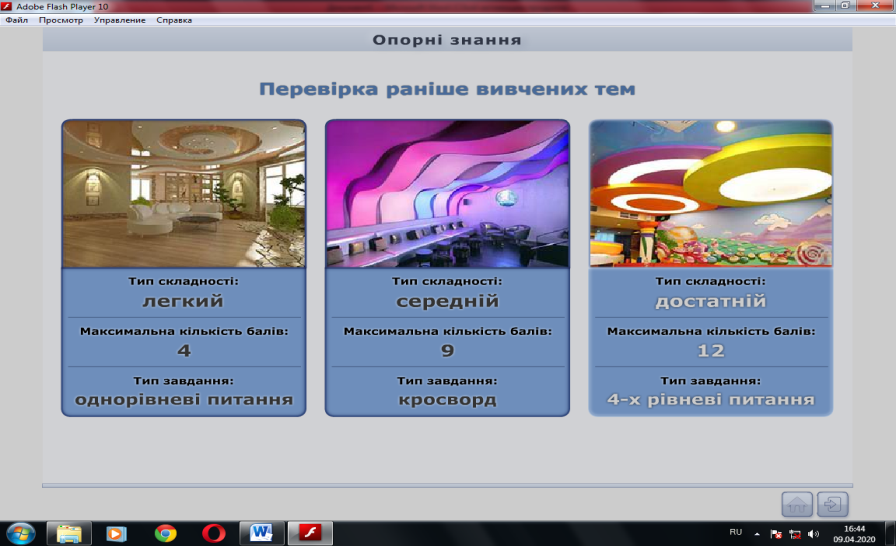 Adobe Flash Player 10
Файл Просмотр Управление Справка
Опорні знання
Перевірка раніше вивчених тем
Тип складності:
легкий
Максимальна кількість балів:
4
Тип завдання:
однорівневі питання
Тип складності:
середній
Максимальна кількість балів:
9
Тип завдання:
кросворд
Тип складності:
достатній
Максимальна кількість балів:
12
Тип завдання:
4-х рівневі питання
RU
16:44
09.04.2020